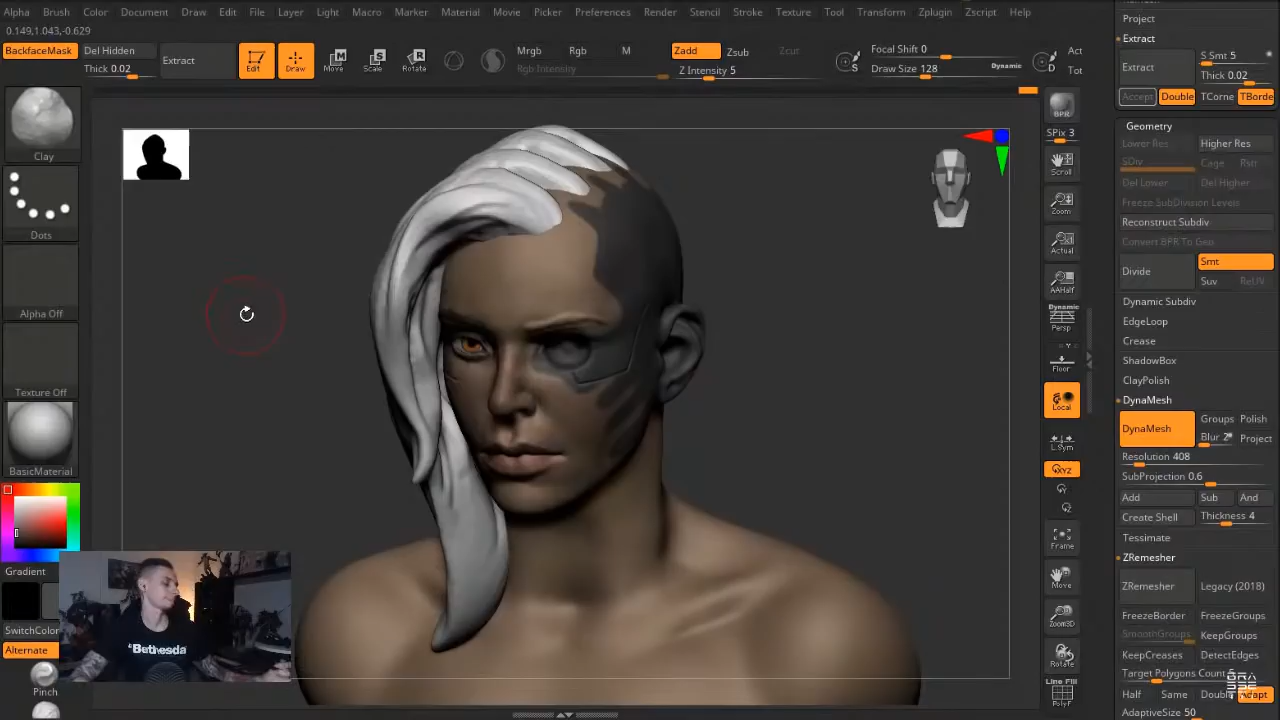 Alpha Brush Color Document Draw Edit File Layer Light Macro Marker Material Movie Picker Preferences Render Stencil Stroke Texture Tool Transform Zplugin Zscript Help
0.149,1.043,-0.629
BackfaceMask Del Hidden
Thick 0.02
Extract
Edit
Draw
Move
Scale
Rotate
Mrgb Rgb M
Rgb Intensity
Zadd Zsub Zcut
Z Intensity 5
Focal Shift 0
Draw Size 128
Dynamic
S
D
Act
Tot
Clay
Dots
Alpha Off
Texture Off
BasicMaterial
Gradient
SwitchColor
Alternate
Pinch
Bethesda
BPR
SPix 3
Scroll
Zoom
Actual
AAHalf
Dynamic
Persp
Floor
Local
L.Sym
Frame
Move
Zoom3D
Rotate
Line Fill
PolyF
Project
Extract
Extract
S Smt 5
Thick 0.02
Accept Double TCorne TBorde
Geometry
Lower Res Higher Res
SDiv Cage Rstr
Del Lower Del Higher
Freeze SubDivision Levels
Reconstruct Subdiv
Convert BPR To Geo
Divide
Smt
Suv ReUV
Dynamic Subdiv
EdgeLoop
Crease
ShadowBox
ClayPolish
DynaMesh
DynaMesh
Groups Polish
Blur 2 Project
Resolution 408
SubProjection 0.6
Add Sub And
Create Shell Thickness 4
Tessimate
ZRemesher
ZRemesher Legacy (2018)
FreezeBorder FreezeGroups
SmoothGroups KeepGroups
KeepCreases DetectEdges
Target Polygons Count 5
Half Same Double Adapt
AdaptiveSize 50